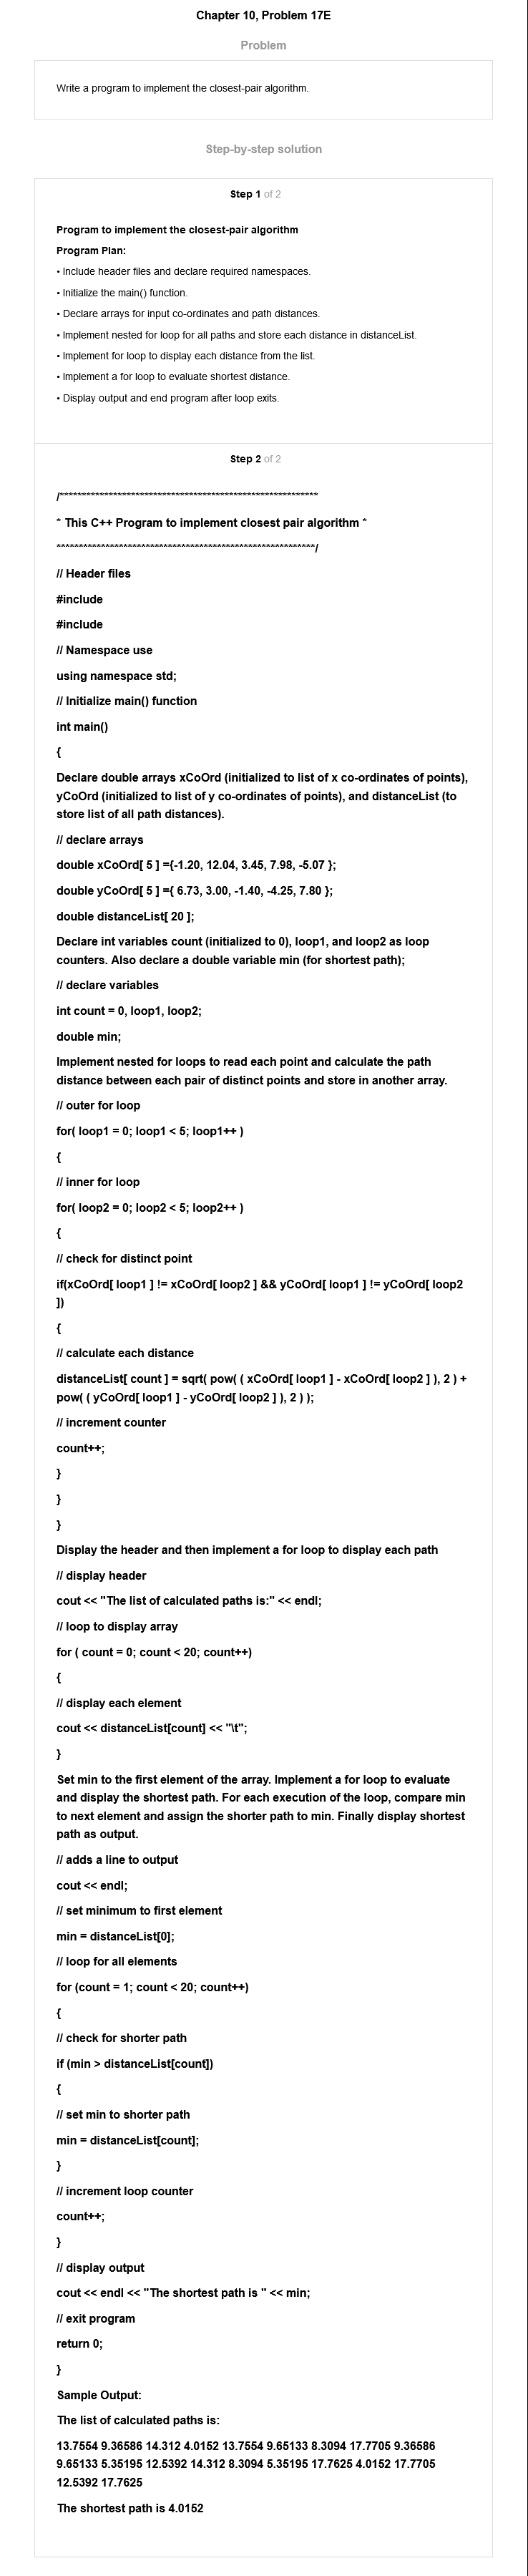 Chapter 10, Problem 17E
Problem
Write a program to implement the closest-pair algorithm.
Step-by-step solution
Step 1 of 2
Program to implement the closest-pair algorithm
Program Plan:
• Include header files and declare required namespaces.
• Initialize the main() function.
• Declare arrays for input co-ordinates and path distances.
• Implement nested for loop for all paths and store each distance in distanceList.
• Implement for loop to display each distance from the list.
• Implement a for loop to evaluate shortest distance.
• Display output and end program after loop exits.
Step 2 of 2
/**********************************************************
* This C++ Program to implement closest pair algorithm *
**********************************************************/
// Header files
#include
#include
// Namespace use
using namespace std;
// Initialize main() function
int main()
{
Declare double arrays xCoOrd (initialized to list of x co-ordinates of points),
yCoOrd (initialized to list of y co-ordinates of points), and distanceList (to
store list of all path distances).
// declare arrays
double xCoOrd[ 5 ] ={-1.20, 12.04, 3.45, 7.98, -5.07 };
double yCoOrd[ 5 ] ={ 6.73, 3.00, -1.40, -4.25, 7.80 };
double distanceList[ 20 ];
Declare int variables count (initialized to 0), loop1, and loop2 as loop
counters. Also declare a double variable min (for shortest path);
// declare variables
int count = 0, loop1, loop2;
double min;
Implement nested for loops to read each point and calculate the path
distance between each pair of distinct points and store in another array.
// outer for loop
for( loop1 = 0; loop1 < 5; loop1++ )
{
// inner for loop
for( loop2 = 0; loop2 < 5; loop2++ )
{
// check for distinct point
if(xCoOrd[ loop1 ] != xCoOrd[ loop2 ] && yCoOrd[ loop1 ] != yCoOrd[ loop2
])
{
// calculate each distance
distanceList[ count ] = sqrt( pow( ( xCoOrd[ loop1 ] - xCoOrd[ loop2 ] ), 2 ) +
pow( ( yCoOrd[ loop1 ] - yCoOrd[ loop2 ] ), 2 ) );
// increment counter
count++;
}
}
}
Display the header and then implement a for loop to display each path
// display header
cout << "The list of calculated paths is:" << endl;
// loop to display array
for ( count = 0; count < 20; count++)
{
// display each element
cout << distanceList[count] << "\t";
}
Set min to the first element of the array. Implement a for loop to evaluate
and display the shortest path. For each execution of the loop, compare min
to next element and assign the shorter path to min. Finally display shortest
path as output.
// adds a line to output
cout << endl;
// set minimum to first element
min = distanceList[0];
// loop for all elements
for (count = 1; count < 20; count++)
{
// check for shorter path
if (min > distanceList[count])
{
// set min to shorter path
min = distanceList[count];
}
// increment loop counter
count++;
}
// display output
cout << endl << "The shortest path is " << min;
// exit program
return 0;
}
Sample Output:
The list of calculated paths is:
13.7554 9.36586 14.312 4.0152 13.7554 9.65133 8.3094 17.7705 9.36586
9.65133 5.35195 12.5392 14.312 8.3094 5.35195 17.7625 4.0152 17.7705
12.5392 17.7625
The shortest path is 4.0152